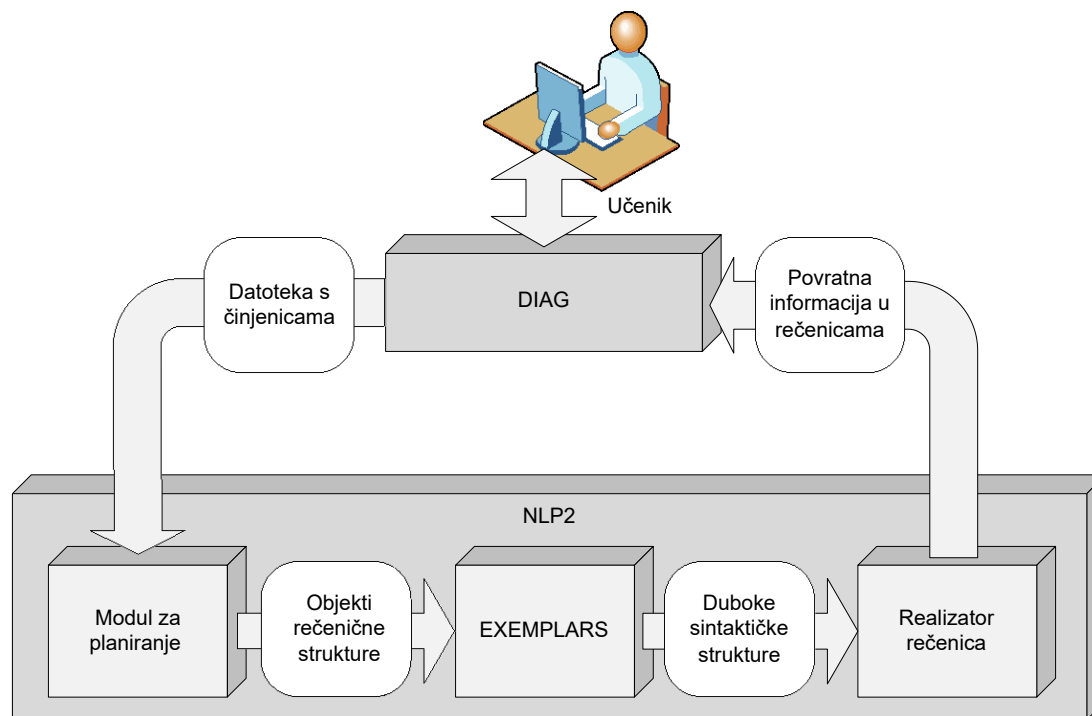 Učenik
Datoteka s
činjenicama
DIAG
Povratna
informacija u
rečenicama
NLP2
Modul za
planiranje
Objekti
rečenične
strukture
EXEMPLARS
Duboke
sintaktičke
strukture
Realizator
rečenica